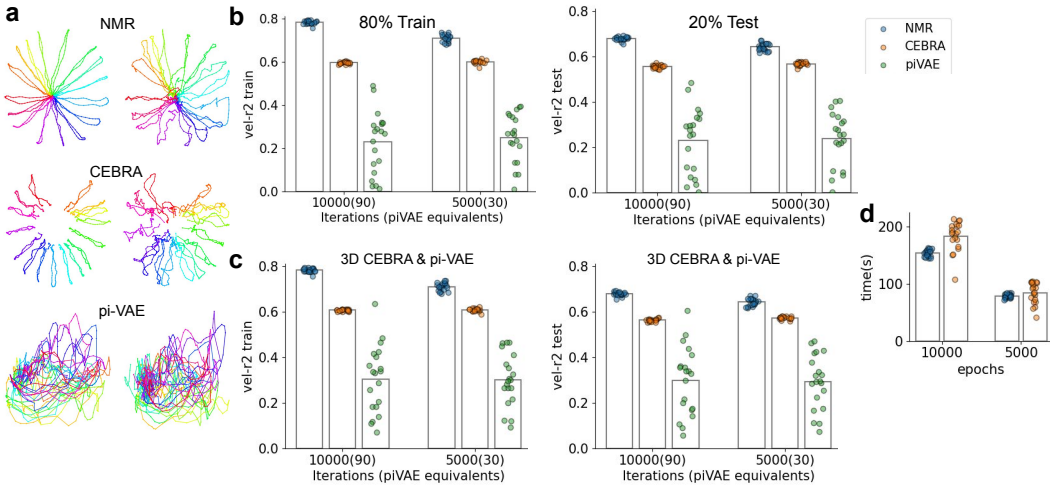 a
NMR
CEBRA
pi-VAE
b
80% Train
vel-r2 train
0.8
0.6
0.4
0.2
0.0
10000(90)
5000(30)
Iterations (piVAE equivalents)
20% Test
vel-r2 test
0.8
0.6
0.4
0.2
0.0
10000(90)
5000(30)
Iterations (piVAE equivalents)
NMR
CEBRA
piVAE
c
3D CEBRA & pi-VAE
vel-r2 train
0.8
0.6
0.4
0.2
0.0
10000(90)
5000(30)
Iterations (piVAE equivalents)
3D CEBRA & pi-VAE
vel-r2 test
0.8
0.6
0.4
0.2
0.0
10000(90)
5000(30)
Iterations (piVAE equivalents)
d
time(s)
200
100
0
10000
5000
epochs